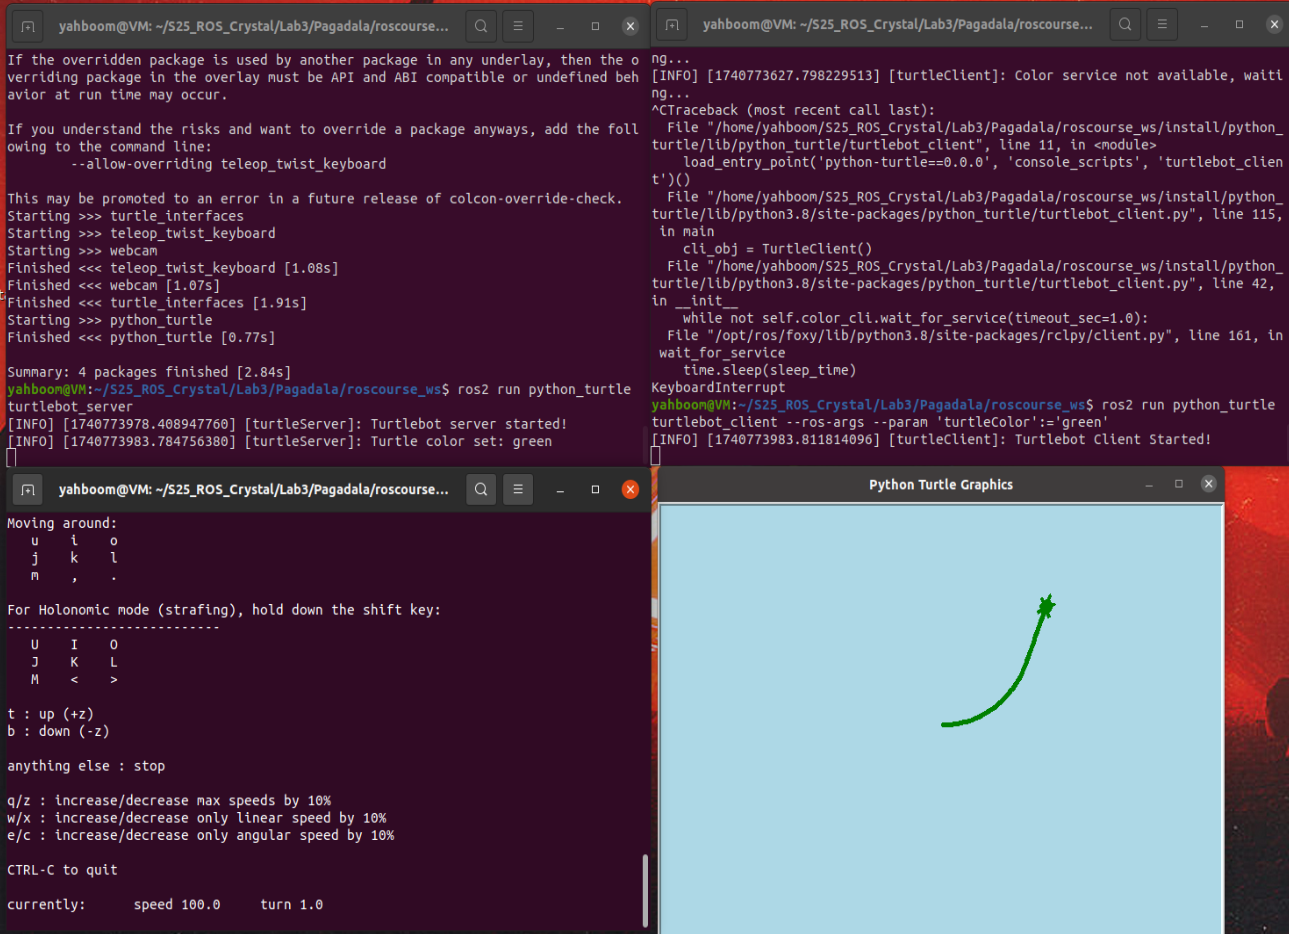 yahboom@VM: ~/S25_ROS_Crystal/Lab3/Pagadala/roscourse...
If the overridden package is used by another package in any underlay, then the o
verriding package in the overlay must be API and ABI compatible or undefined beh
avior at run time may occur.
If you understand the risks and want to override a package anyways, add the foll
owing to the command line:
--allow-overriding teleop_twist_keyboard
This may be promoted to an error in a future release of colcon-override-check.
Starting >>> turtle_interfaces
Starting >>> teleop_twist_keyboard
Starting >>> webcam
Finished <<< teleop_twist_keyboard [1.08s]
Finished <<< webcam [1.07s]
Finished <<< turtle_interfaces [1.91s]
Starting >>> python_turtle
Finished <<< python_turtle [0.77s]
Summary: 4 packages finished [2.84s]
yahboom@VM:~/S25_ROS_Crystal/Lab3/Pagadala/roscourse_ws$ ros2 run python_turtle
turtlebot_server
[INFO] [1740773978.408947760] [turtleServer]: Turtlebot server started!
[INFO] [1740773983.784756380] [turtleServer]: Turtle color set: green
yahboom@VM: ~/S25_ROS_Crystal/Lab3/Pagadala/roscourse...
ng...
[INFO] [1740773627.798229513] [turtleClient]: Color service not available, waiti
ng...
^CTraceback (most recent call last):
File "/home/yahboom/S25_ROS_Crystal/Lab3/Pagadala/roscourse_ws/install/python_
turtle/lib/python_turtle/turtlebot_client", line 11, in <module>
load_entry_point('python-turtle==0.0.0', 'console_scripts', 'turtlebot_clien
t')()
File "/home/yahboom/S25_ROS_Crystal/Lab3/Pagadala/roscourse_ws/install/python_
turtle/lib/python3.8/site-packages/python_turtle/turtlebot_client.py", line 115,
in main
cli_obj = TurtleClient()
File "/home/yahboom/S25_ROS_Crystal/Lab3/Pagadala/roscourse_ws/install/python_
turtle/lib/python3.8/site-packages/python_turtle/turtlebot_client.py", line 42,
in __init__
while not self.color_cli.wait_for_service(timeout_sec=1.0):
File "/opt/ros/foxy/lib/python3.8/site-packages/rclpy/client.py", line 161, in
wait_for_service
time.sleep(sleep_time)
KeyboardInterrupt
yahboom@VM:~/S25_ROS_Crystal/Lab3/Pagadala/roscourse_ws$ ros2 run python_turtle
turtlebot_client --ros-args --param 'turtleColor':='green'
[INFO] [1740773983.811814096] [turtleClient]: Turtlebot Client Started!
yahboom@VM: ~/S25_ROS_Crystal/Lab3/Pagadala/roscourse...
Moving around:
u i o
j k l
m , .
For Holonomic mode (strafing), hold down the shift key:
---------------------------
U I O
J K L
M < >
t : up (+z)
b : down (-z)
anything else : stop
q/z : increase/decrease max speeds by 10%
w/x : increase/decrease only linear speed by 10%
e/c : increase/decrease only angular speed by 10%
CTRL-C to quit
currently: speed 100.0 turn 1.0
Python Turtle Graphics